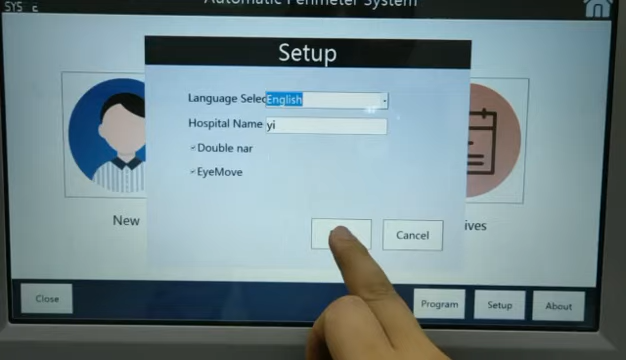 SYS
Automatic Perimeter System
Setup
Language Selec English
Hospital Name yi
Double nar
EyeMove
New
ives
Cancel
Close
Program
Setup
About